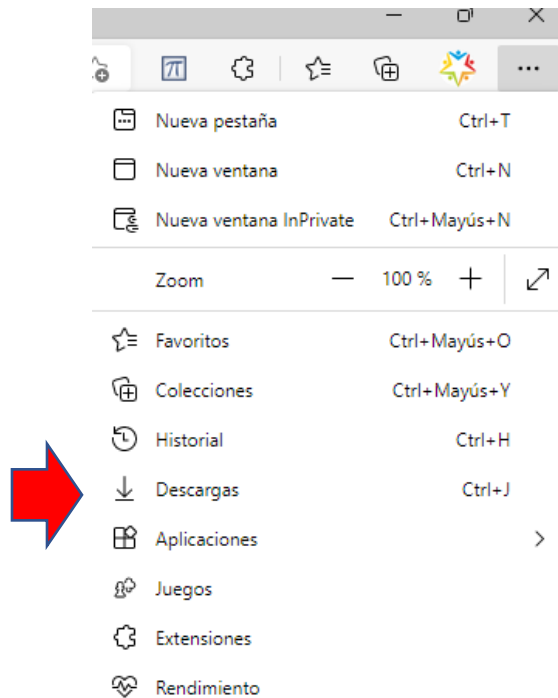 π
Nueva pestaña Ctrl+T
Nueva ventana Ctrl+N
Nueva ventana InPrivate Ctrl+Mayús+N
Zoom — 100 % +
Favoritos Ctrl+Mayús+O
Colecciones Ctrl+Mayús+Y
Historial Ctrl+H
Descargas Ctrl+J
Aplicaciones
Juegos
Extensiones
Rendimiento